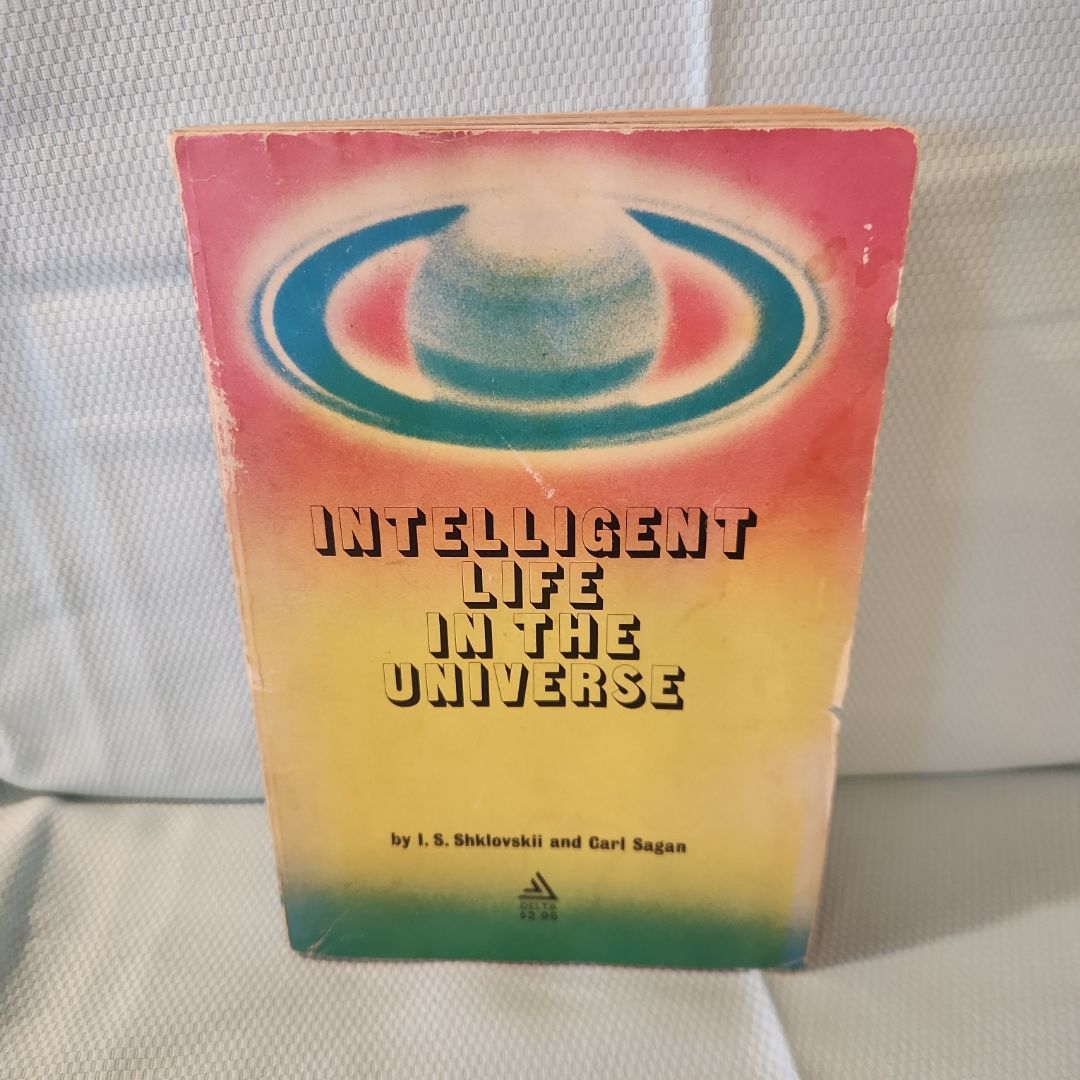 INTELLIGENT
LIFE
IN THE
UNIVERSE
by I. S. Shklovskii and Carl Sagan
DELTA
$2.95